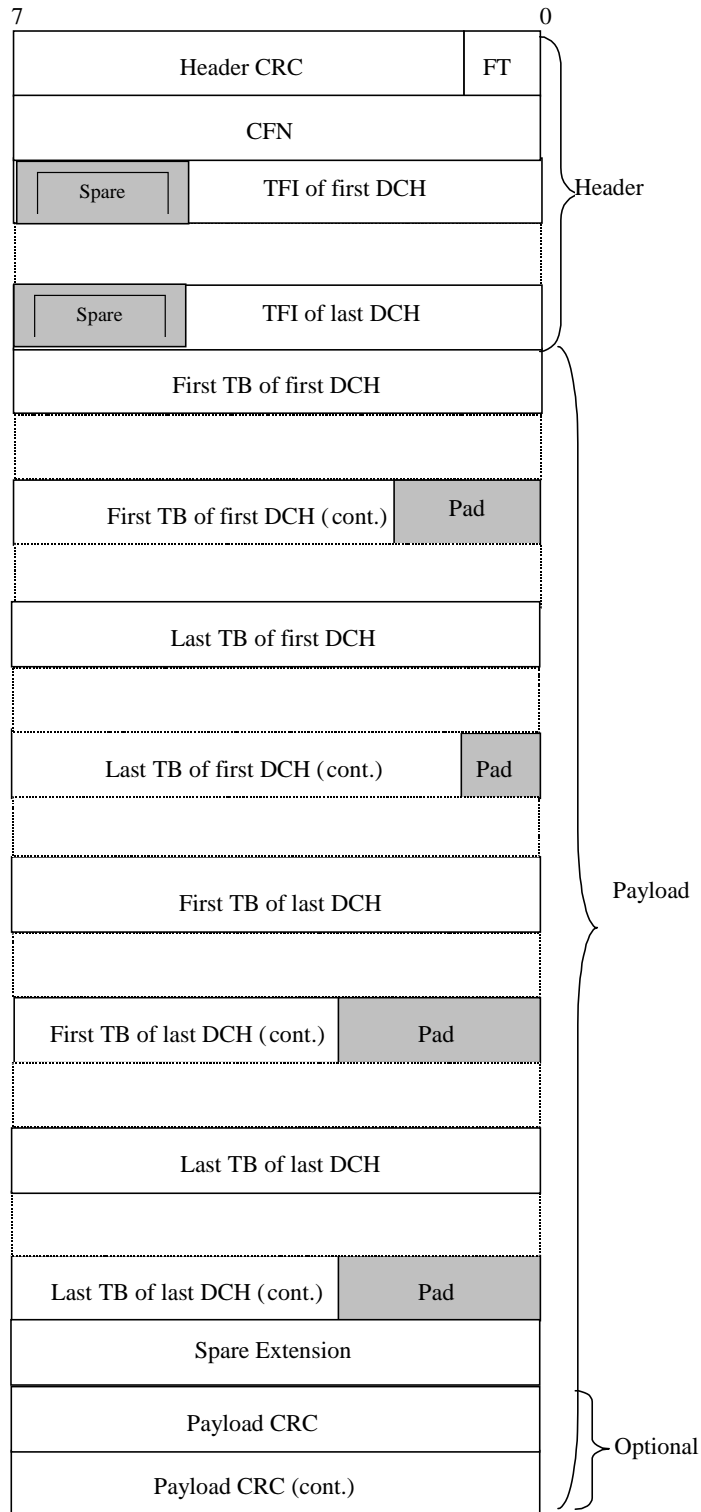 7 0
Header CRC FT
CFN
Spare TFI of first DCH
Header
Spare TFI of last DCH
First TB of first DCH
First TB of first DCH (cont.) Pad
Last TB of first DCH
Last TB of first DCH (cont.) Pad
First TB of last DCH
Payload
First TB of last DCH (cont.) Pad
Last TB of last DCH
Last TB of last DCH (cont.) Pad
Spare Extension
Payload CRC
Optional
Payload CRC (cont.)